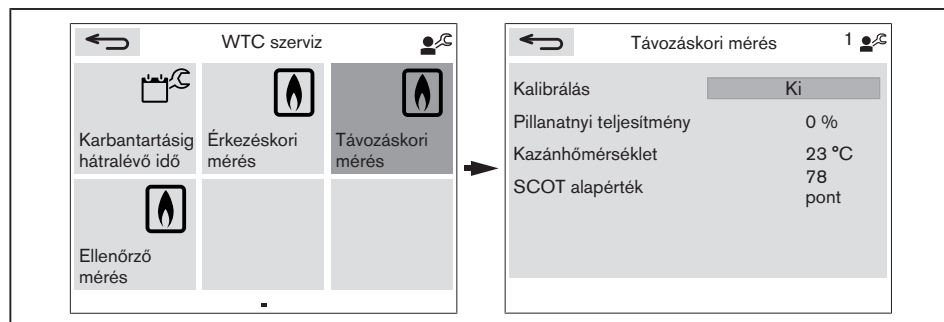 WTC szerviz
Karbantartásig
hátralévő idő
Érkezéskori
mérés
Távozáskori
mérés
Ellenőrző
mérés
Távozáskori mérés
1
Kalibrálás Ki
Pillanatnyi teljesítmény 0 %
Kazánhőmérséklet 23 °C
SCOT alapérték 78
pont